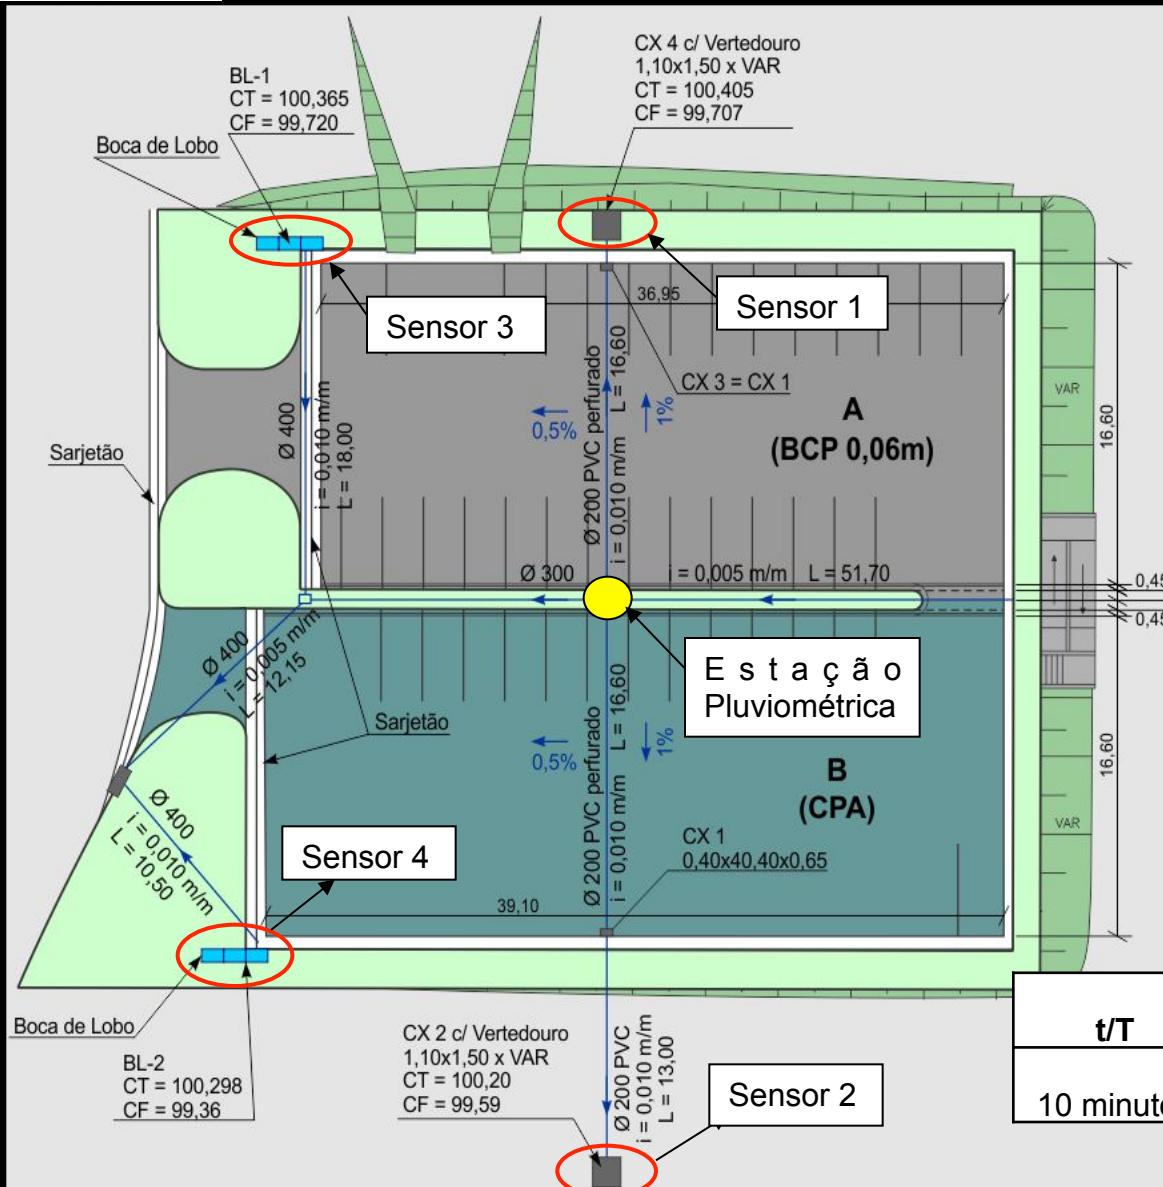 CX 4 c/ Vertedouro
1,10x1,50 x VAR
CT = 100,405
CF = 99,707
BL-1
CT = 100,365
CF = 99,720
Boca de Lobo
Sensor 3
Sensor 1
36,95
CX 3 = CX 1
Ø 200 PVC perfurado L = 16,60
i = 0,010 m/m
0,5%
1%
A
(BCP 0,06m)
VAR
16,60
Ø 400
i = 0,010 m/m
L = 18,00
Sarjetão
Ø 300 i = 0,005 m/m L = 51,70
0,45
0,45
Estação
Pluviométrica
Ø 400
i = 0,005 m/m
L = 12,15
Sarjetão
Ø 200 PVC perfurado L = 16,60
i = 0,010 m/m
0,5%
1%
B
(CPA)
16,60
VAR
Ø 400
i = 0,010 m/m
L = 10,50
Sensor 4
CX 1
0,40x40,40x0,65
39,10
Boca de Lobo
BL-2
CT = 100,298
CF = 99,36
CX 2 c/ Vertedouro
1,10x1,50 x VAR
CT = 100,20
CF = 99,59
Ø 200 PVC
i = 0,010 m/m
L = 13,00
Sensor 2
t/T
10 minuto